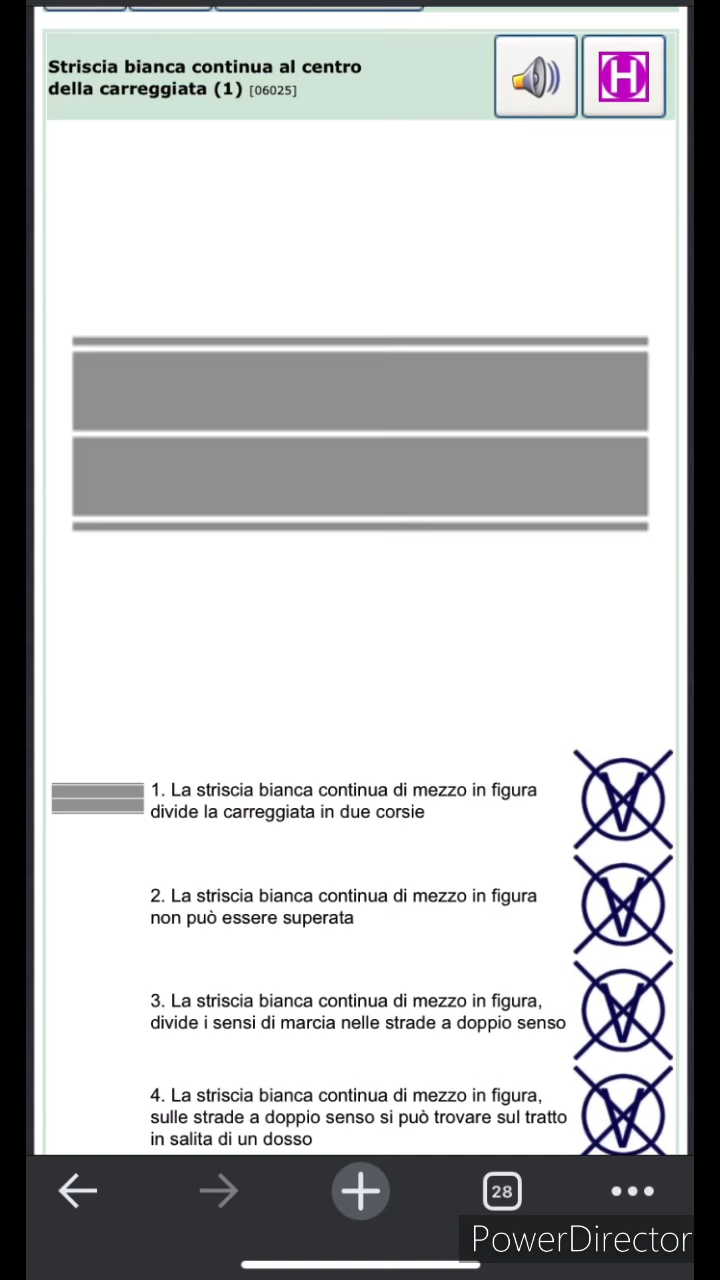 Striscia bianca continua al centro
della carreggiata (1) [06025]
H
1. La striscia bianca continua di mezzo in figura
divide la carreggiata in due corsie
V
2. La striscia bianca continua di mezzo in figura
non può essere superata
V
3. La striscia bianca continua di mezzo in figura,
divide i sensi di marcia nelle strade a doppio senso
V
4. La striscia bianca continua di mezzo in figura,
sulle strade a doppio senso si può trovare sul tratto
in salita di un dosso
V
28
PowerDirector